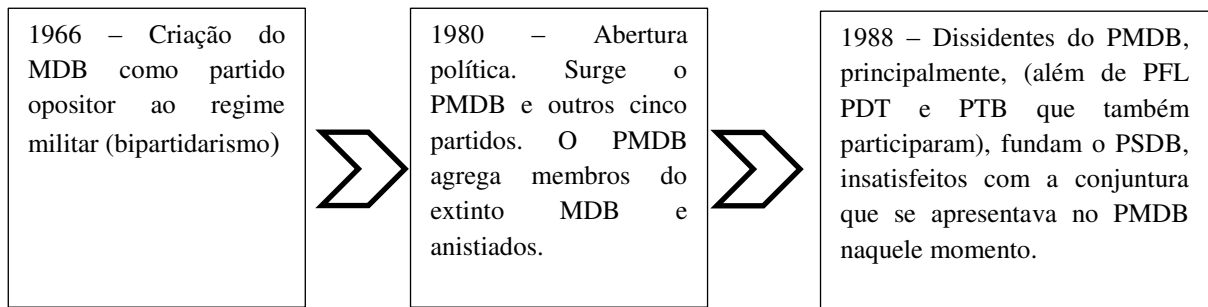 1966 – Criação do
MDB como partido
opositor ao regime
militar (bipartidarismo)
1980 – Abertura
política. Surge o
PMDB e outros cinco
partidos. O PMDB
agrega membros do
extinto MDB e
anistiados.
1988 – Dissidentes do PMDB,
principalmente, (além de PFL
PDT e PTB que também
participaram), fundam o PSDB,
insatisfeitos com a conjuntura
que se apresentava no PMDB
naquele momento.